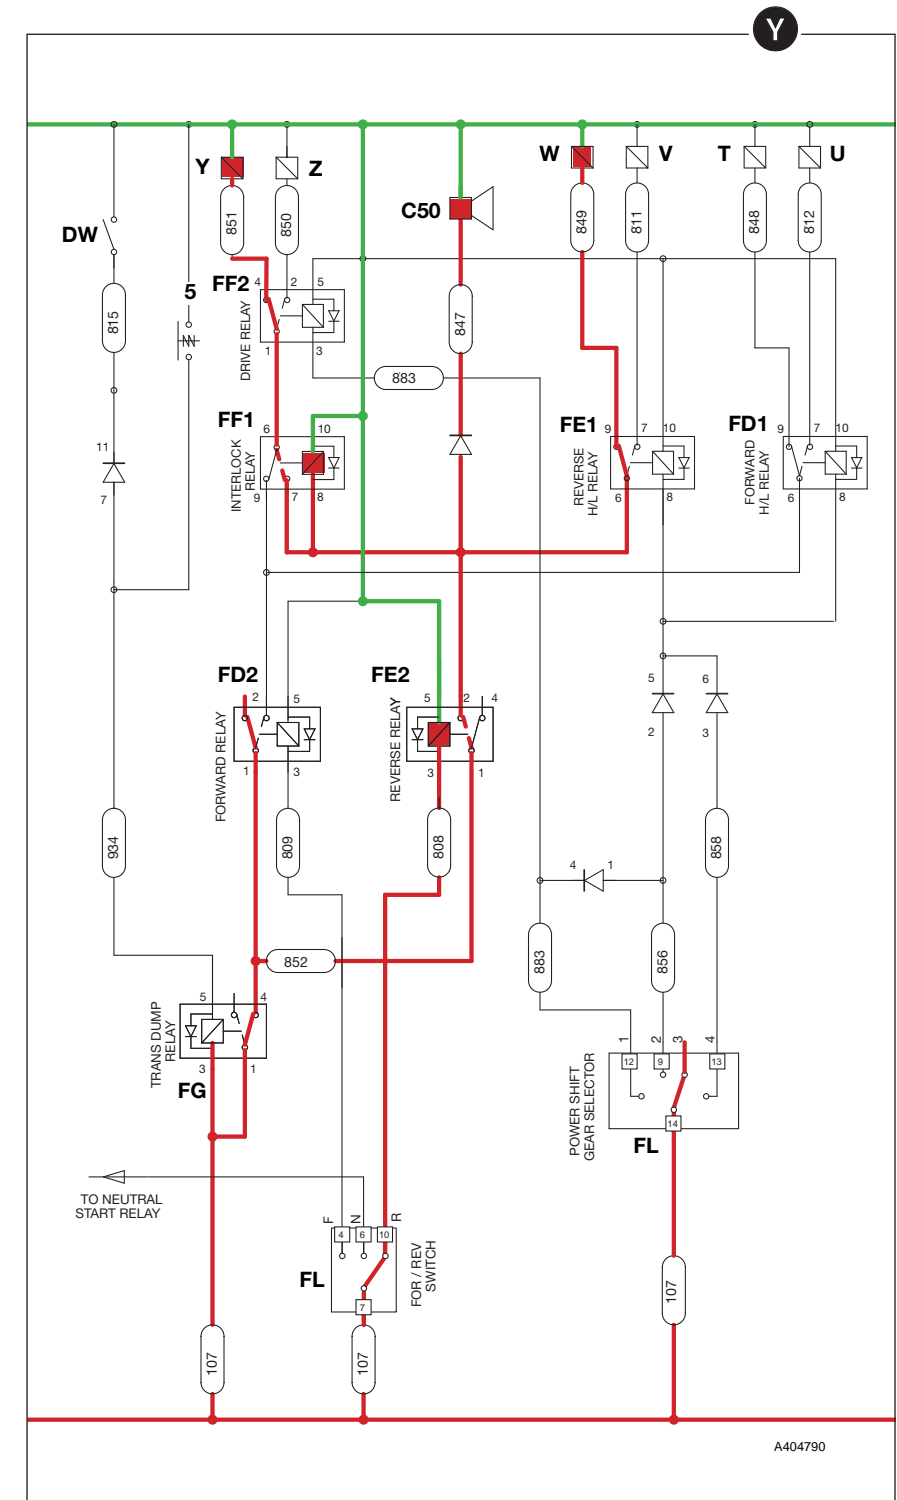 Y
Y
Z
W
V
T
U
C50
851
850
849
811
848
812
DW
FF2
4
2
5
5
815
847
DRIVE RELAY
1
3
883
FF1
6
10
FE1
9
7
10
FD1
9
7
10
11
INTERLOCK
RELAY
REVERSE
H/L RELAY
FORWARD
H/L RELAY
7
9
7
8
6
8
6
8
FD2
2
5
FE2
5
2
4
5
6
FORWARD RELAY
REVERSE RELAY
2
3
1
3
3
1
934
809
808
858
4
1
852
883
856
5
4
TRANS DUMP
RELAY
1
2
3
4
12
9
13
3
1
FG
POWER SHIFT
GEAR SELECTOR
14
FL
TO NEUTRAL
START RELAY
F
N
R
4
6
10
FL
FOR / REV
SWITCH
7
107
107
107
A404790